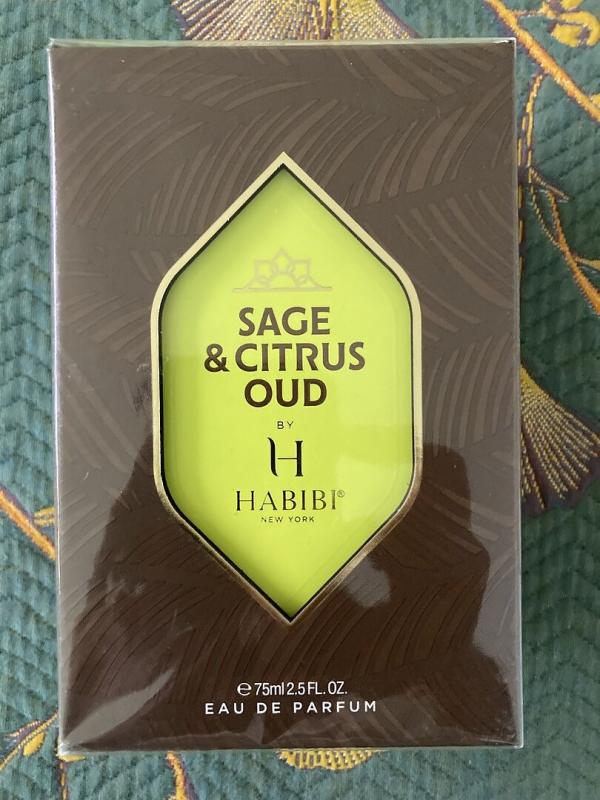 SAGE
& CITRUS
OUD
BY
H
HABIBI®
NEW YORK
℮ 75ml 2.5 FL. OZ.
EAU DE PARFUM